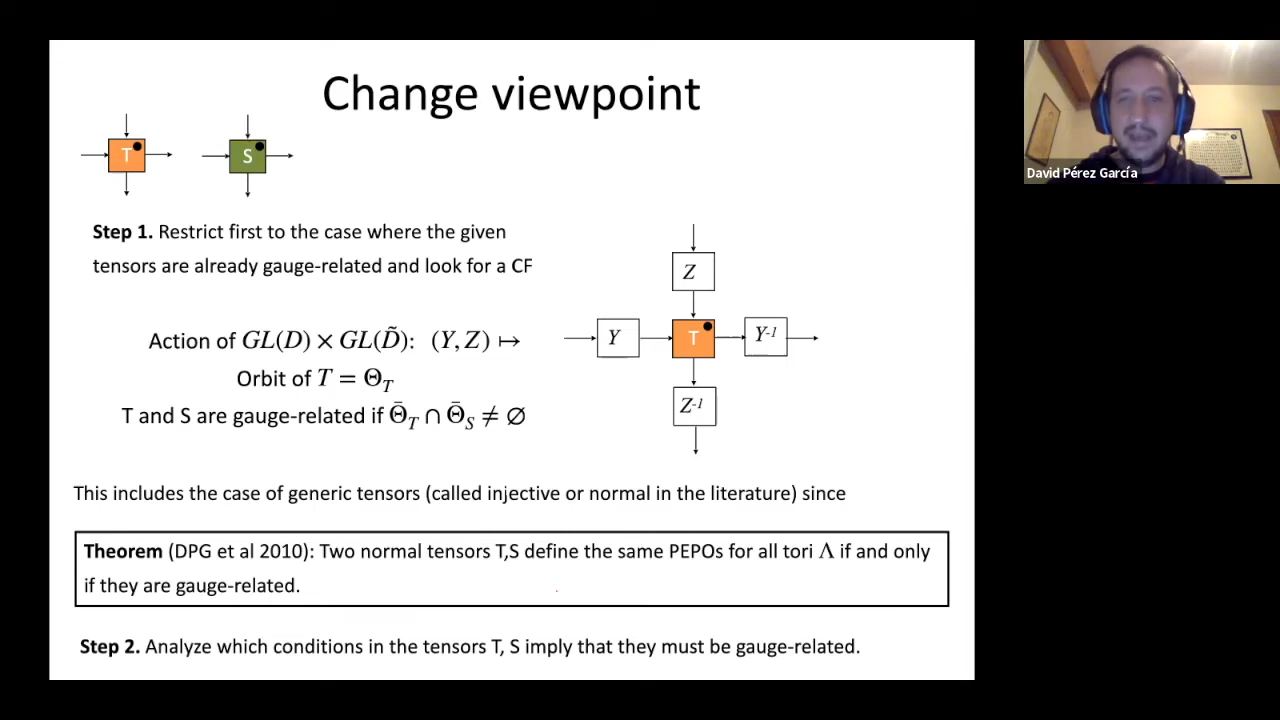 Change viewpoint
T
S
Step 1. Restrict first to the case where the given
tensors are already gauge-related and look for a CF
Z
Action of GL(D) × GL(D̃): (Y, Z) ↦
Y
T
Y⁻¹
Orbit of T = Θ_T
Z⁻¹
T and S are gauge-related if Θ̄_T ∩ Θ̄_S ≠ ∅
This includes the case of generic tensors (called injective or normal in the literature) since
Theorem (DPG et al 2010): Two normal tensors T,S define the same PEPOs for all tori Λ if and only
if they are gauge-related.
Step 2. Analyze which conditions in the tensors T, S imply that they must be gauge-related.
David Pérez García